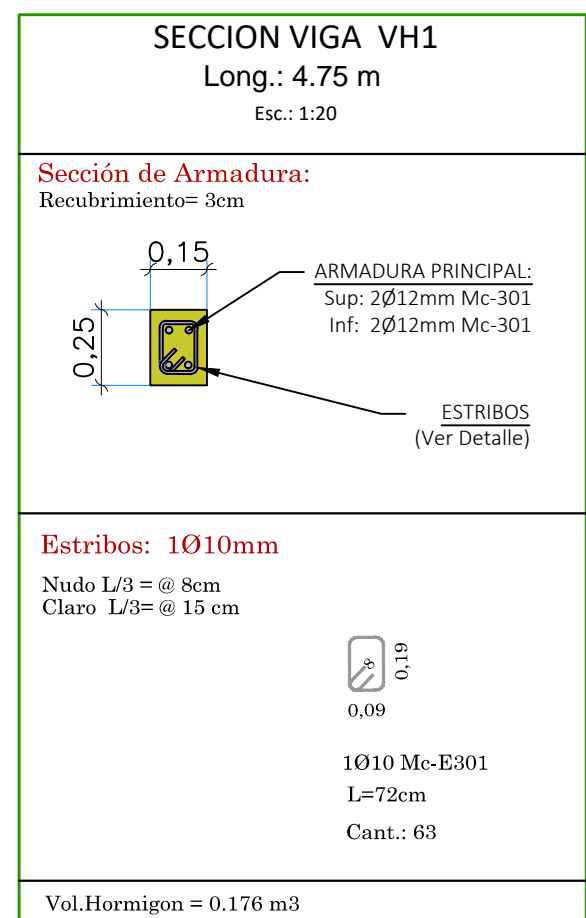 SECCION VIGA VH1
Long.: 4.75 m
Esc.: 1:20
Sección de Armadura:
Recubrimiento= 3cm
0,15
0,25
ARMADURA PRINCIPAL:
Sup: 2Ø12mm Mc-301
Inf: 2Ø12mm Mc-301
ESTRIBOS
(Ver Detalle)
Estribos: 1Ø10mm
Nudo L/3 = @ 8cm
Claro L/3= @ 15 cm
8
0,19
0,09
1Ø10 Mc-E301
L=72cm
Cant.: 63
Vol.Hormigon = 0.176 m3